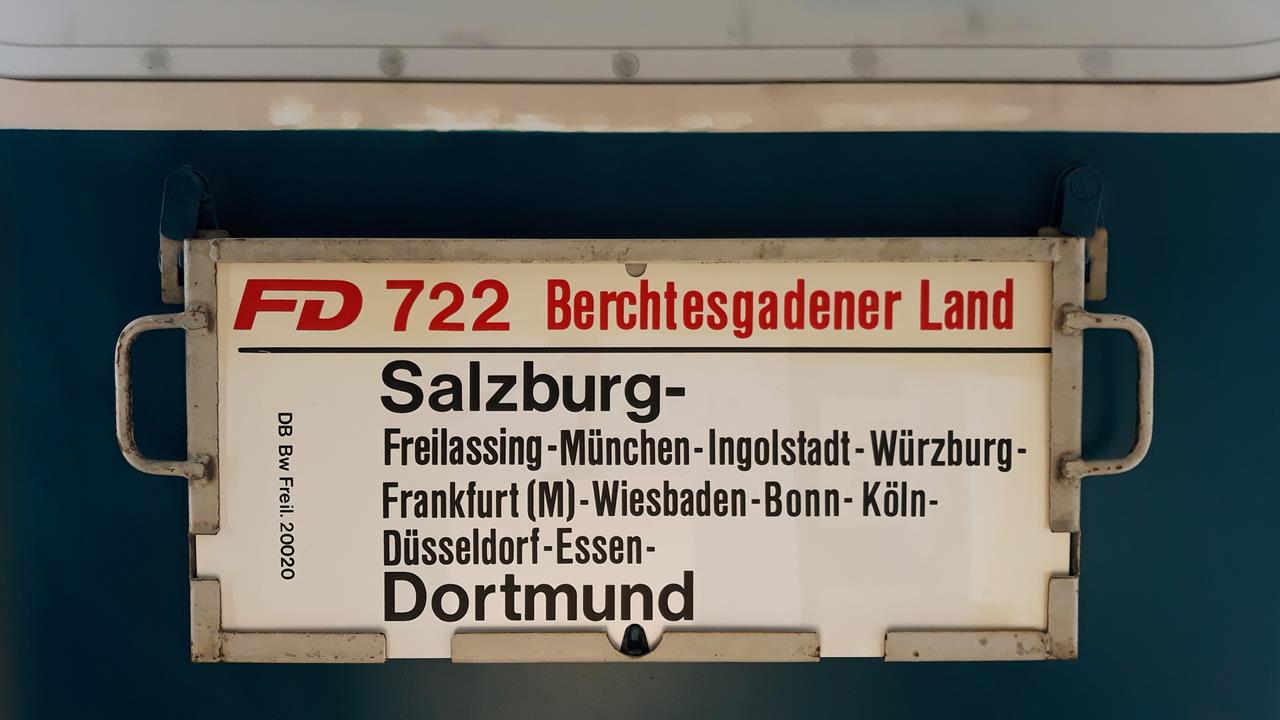 FD 722 Berchtesgadener Land
Salzburg-
Freilassing-München-Ingolstadt-Würzburg-
Frankfurt (M)-Wiesbaden-Bonn-Köln-
Düsseldorf-Essen-
Dortmund
DB Bw Freil. 20020